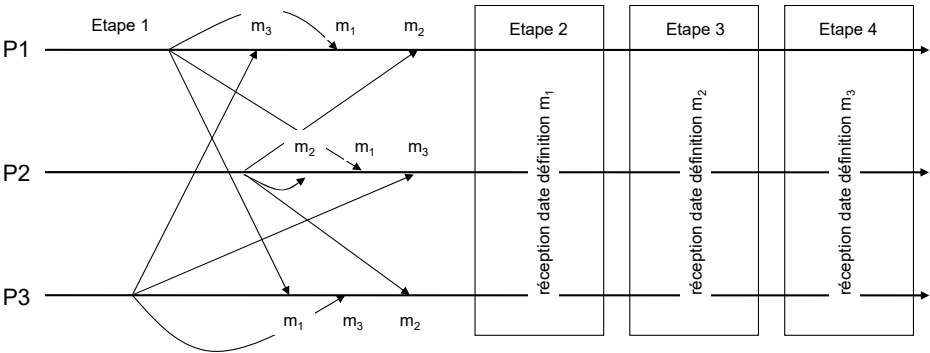 Etape 1
m₃ m₁ m₂
Etape 2
Etape 3
Etape 4
P1
réception date définition m₁
réception date définition m₂
réception date définition m₃
m₂ m₁ m₃
P2
P3
m₁ m₃ m₂